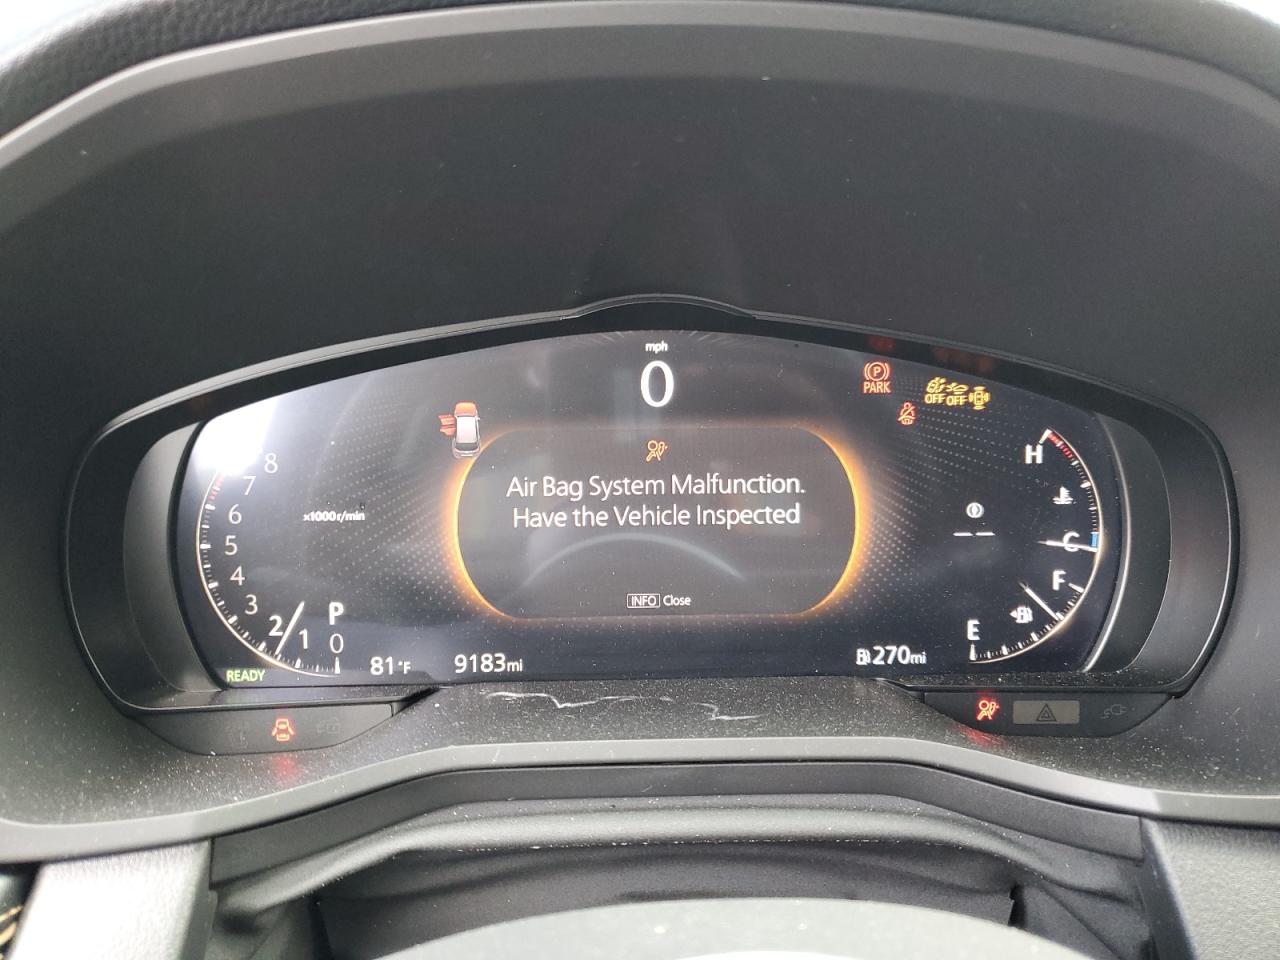 mph
0
P
PARK
OFF OFF
Air Bag System Malfunction.
Have the Vehicle Inspected
INFO Close
8
7
6
5
4
3
2
1
0
x1000r/min
P
READY
81°F
9183mi
270mi
H
C
F
E
-- --